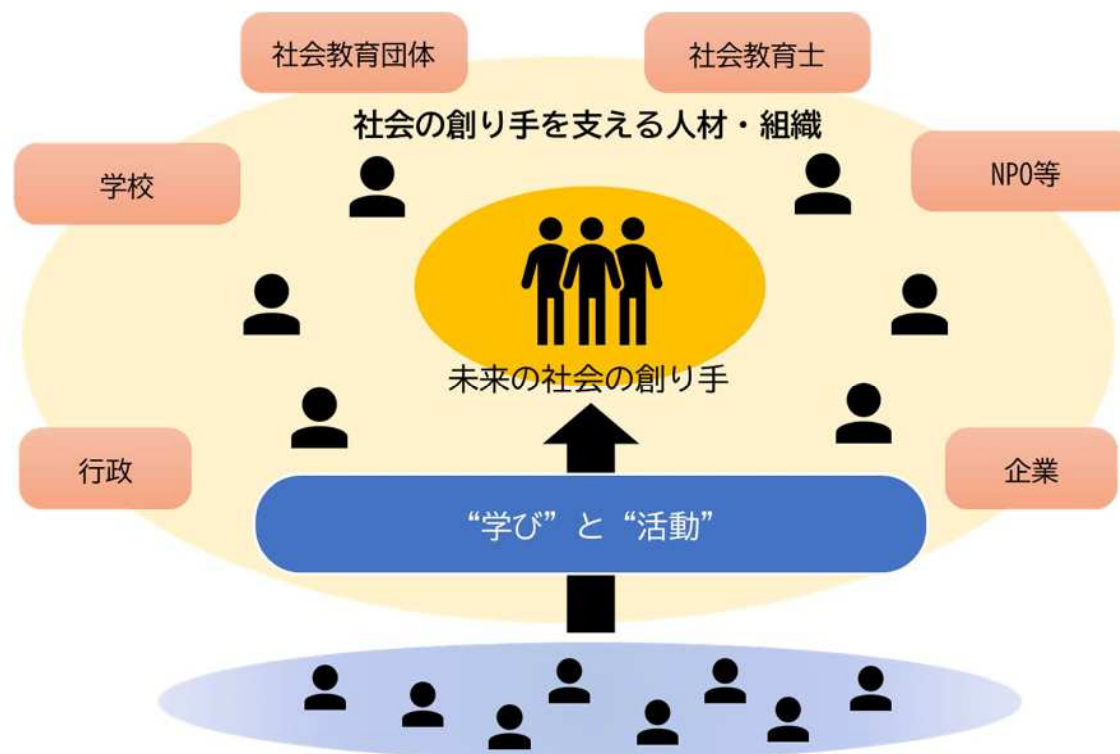 社会教育団体
社会教育士
社会の創り手を支える人材・組織
学校
NPO等
未来の社会の創り手
行政
企業
“学び” と “活動”